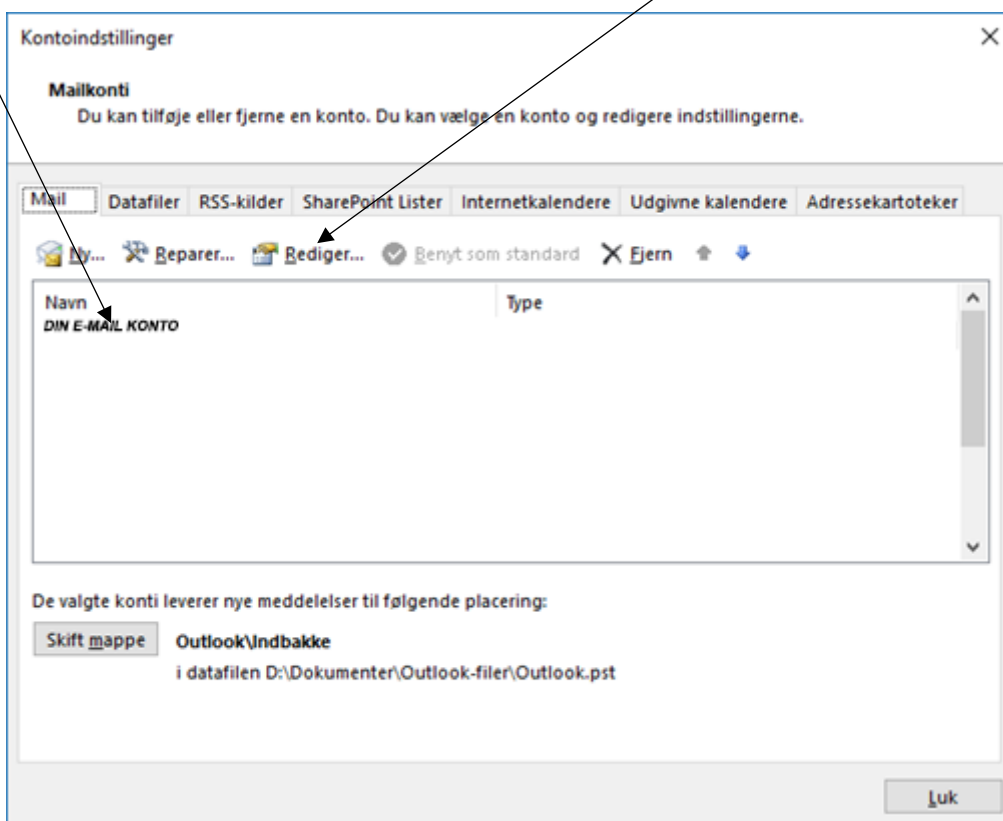 Kontoindstillinger
Mailkonti
Du kan tilføje eller fjerne en konto. Du kan vælge en konto og redigere indstillingerne.
Mail Datafiler RSS-kilder SharePoint Lister Internetkalendere Udgivne kalendere Adressekartoteker
Ny... Reparer... Rediger... Benyt som standard Fjern
Navn Type
DIN E-MAIL KONTO
De valgte konti leverer nye meddelelser til følgende placering:
Skift mappe Outlook\Indbakke
i datafilen D:\Dokumenter\Outlook-filer\Outlook.pst
Luk